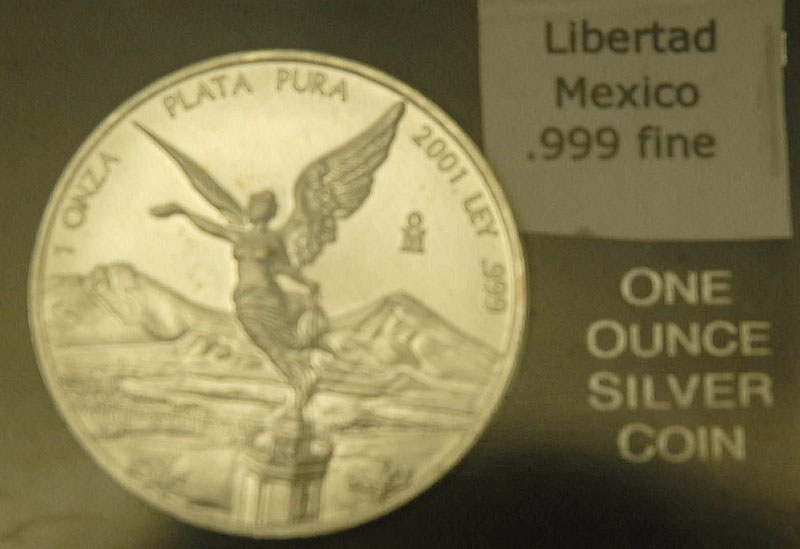 1 ONZA PLATA PURA 2001 LEY .999
Libertad
Mexico
.999 fine
ONE
OUNCE
SILVER
COIN